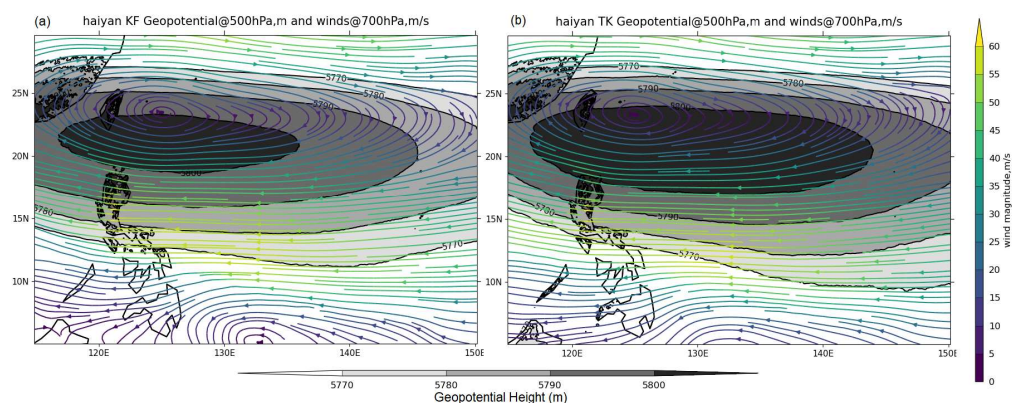 (a) haiyan KF Geopotential@500hPa,m and winds@700hPa,m/s
(b) haiyan TK Geopotential@500hPa,m and winds@700hPa,m/s
5770
5780
5790
5800
5780
5770
25N
20N
15N
10N
120E
130E
140E
150E
5770
5790
5780
5800
5780
5790
5770
25N
20N
15N
10N
120E
130E
140E
150E
60
55
50
45
40
35
30
25
20
15
10
5
0
wind magnitude,m/s
5770 5780 5790 5800
Geopotential Height (m)